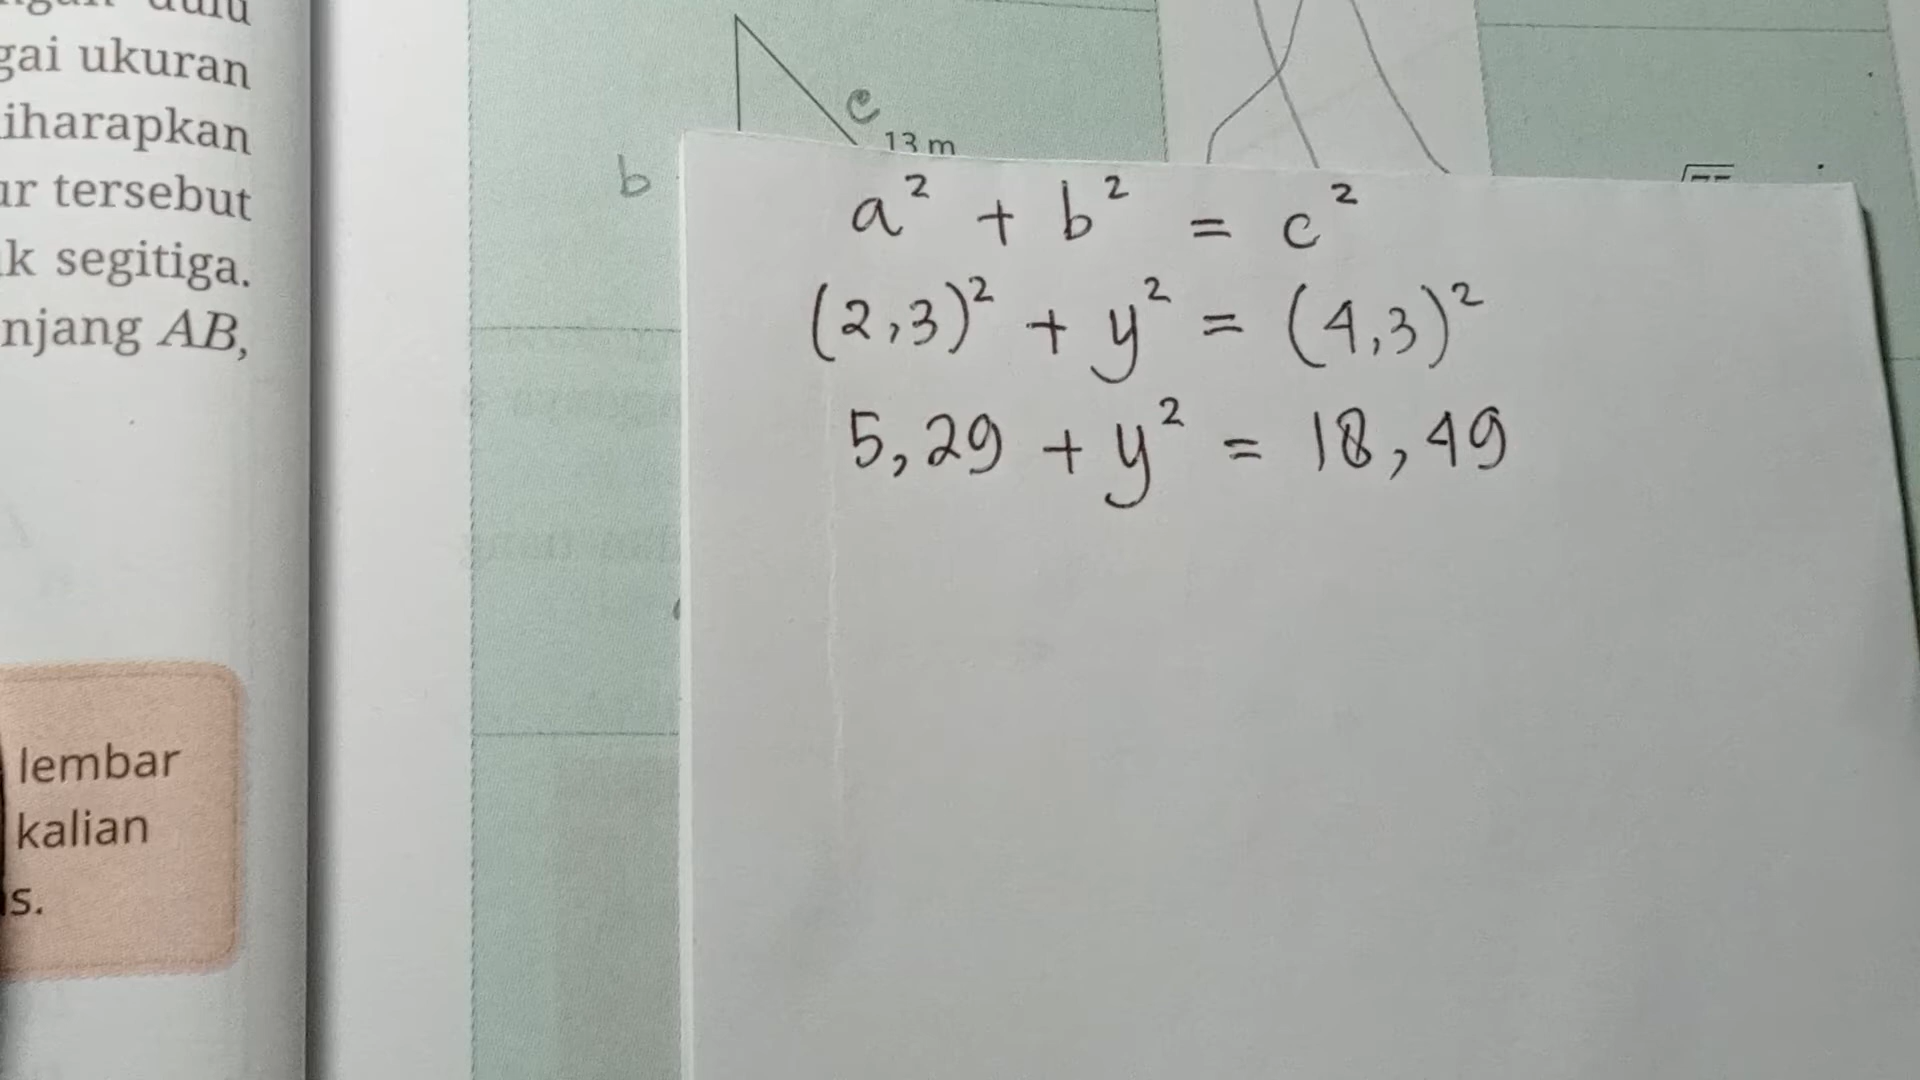 gai ukuran
iharapkan
ur tersebut
k segitiga.
njang AB,
lembar
kalian
s.
c
13 m
b
a² + b² = c²
(2,3)² + y² = (4,3)²
5,29 + y² = 18,49